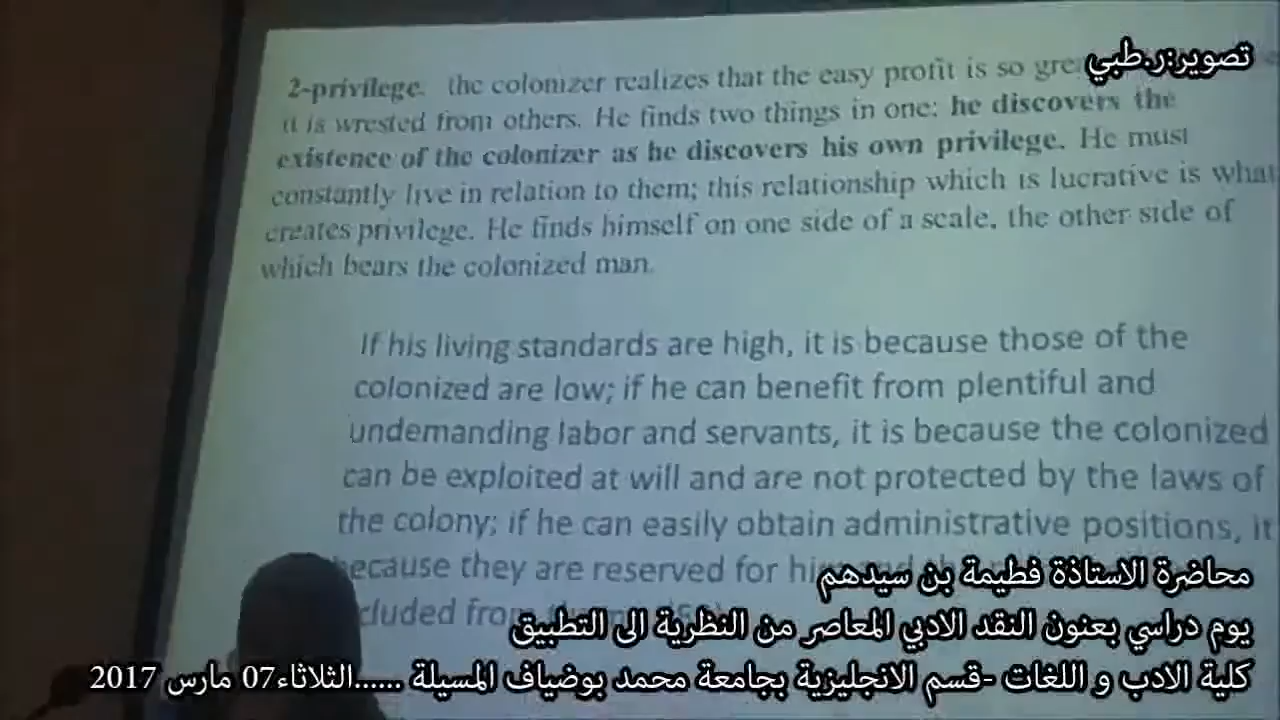 تصوير:ر.طبي
2-privilege. the colonizer realizes that the easy profit is so
it is wrested from others. He finds two things in one: he discovers the
existence of the colonizer as he discovers his own privilege. He must
constantly live in relation to them; this relationship which is lucrative is what
creates privilege. He finds himself on one side of a scale, the other side of
which bears the colonized man.
If his living standards are high, it is because those of the
colonized are low; if he can benefit from plentiful and
undemanding labor and servants, it is because the colonized
can be exploited at will and are not protected by the laws of
the colony; if he can easily obtain administrative positions, it
because they are reserved for
محاضرة الاستاذة فطيمة بن سيدهم
يوم دراسي بعنون النقد الادبي المعاصر من النظرية الى التطبيق
كلية الادب و اللغات -قسم الانجليزية بجامعة محمد بوضياف المسيلة ......الثلاثاء07 مارس 2017